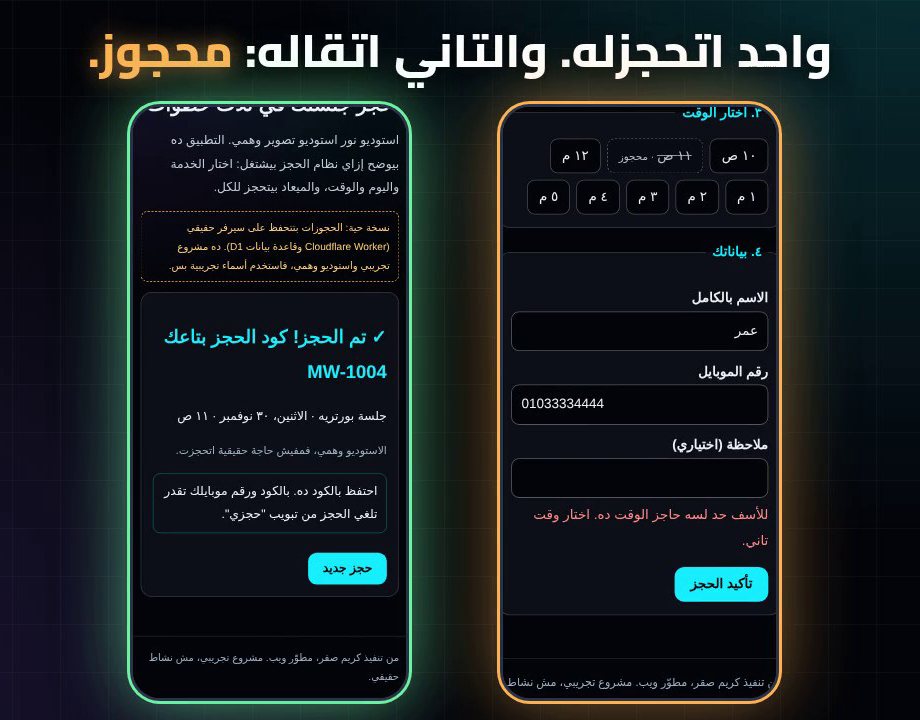 واحد اتحجزله. والتاني اتقاله: محجوز.
٣. اختار الوقت
١٠ ص
١١ ص · محجوز
١٢ م
١ م
٢ م
٣ م
٤ م
٥ م
٤. بياناتك
الاسم بالكامل
عمر
رقم الموبايل
01033334444
ملاحظة (اختياري)
للأسف حد لسه حاجز الوقت ده. اختار وقت
تاني.
تأكيد الحجز
من تنفيذ كريم صقر، مطوّر ويب. مشروع تجريبي، مش نشاط
استوديو نور استوديو تصوير وهمي. التطبيق ده
بيوضح إزاي نظام الحجز بيشتغل: اختار الخدمة
واليوم والوقت، والميعاد بيتحجز للكل.
نسخة حية: الحجوزات بتتحفظ على سيرفر حقيقي
(Cloudflare Worker وقاعدة بيانات D1). ده مشروع
تجريبي واستوديو وهمي، فاستخدم أسماء تجريبية بس.
✓ تم الحجز! كود الحجز بتاعك
MW-1004
جلسة بورتريه · الاثنين، ٣٠ نوفمبر · ١١ ص
الاستوديو وهمي، فمفيش حاجة حقيقية اتحجزت.
احتفظ بالكود ده. بالكود ورقم موبايلك تقدر
تلغي الحجز من تبويب "حجزي".
حجز جديد
من تنفيذ كريم صقر، مطوّر ويب. مشروع تجريبي، مش نشاط
حقيقي.